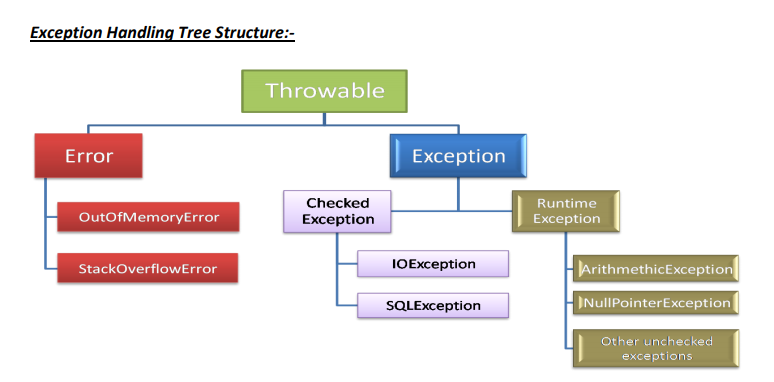 Exception Handling Tree Structure:-
Throwable
Error
Exception
OutOfMemoryError
StackOverflowError
Checked
Exception
IOException
SQLException
Runtime
Exception
ArithmethicException
NullPointerException
Other unchecked
exceptions